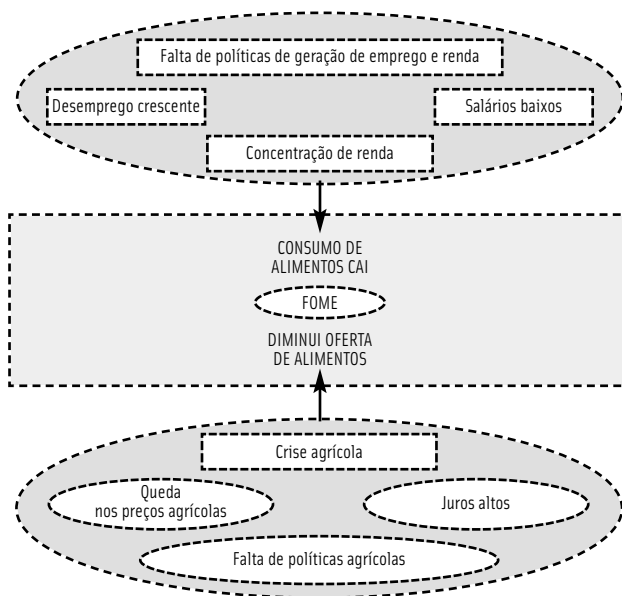 Falta de políticas de geração de emprego e renda
Desemprego crescente
Salários baixos
Concentração de renda
CONSUMO DE
ALIMENTOS CAI
FOME
DIMINUI OFERTA
DE ALIMENTOS
Crise agrícola
Queda
nos preços agrícolas
Juros altos
Falta de políticas agrícolas